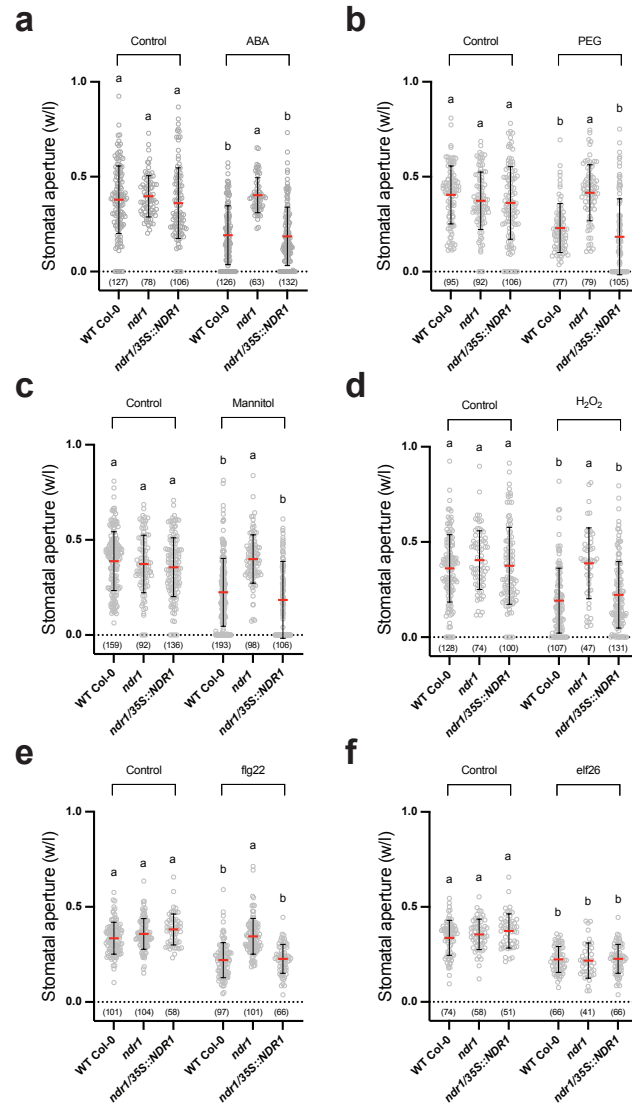 a
Control
ABA
Stomatal aperture (w/l)
1.0
0.5
0.0
a
a
a
b
a
b
(127)
(78)
(106)
(126)
(63)
(132)
WT Col-0
ndr1
ndr1/35S::NDR1
WT Col-0
ndr1
ndr1/35S::NDR1
b
Control
PEG
Stomatal aperture (w/l)
1.0
0.5
0.0
a
a
a
b
a
b
(95)
(92)
(106)
(77)
(79)
(105)
WT Col-0
ndr1
ndr1/35S::NDR1
WT Col-0
ndr1
ndr1/35S::NDR1
c
Control
Mannitol
Stomatal aperture (w/l)
1.0
0.5
0.0
a
a
a
b
a
b
(159)
(92)
(136)
(193)
(98)
(106)
WT Col-0
ndr1
ndr1/35S::NDR1
WT Col-0
ndr1
ndr1/35S::NDR1
d
Control
H₂O₂
Stomatal aperture (w/l)
1.0
0.5
0.0
a
a
a
b
a
b
(128)
(74)
(100)
(107)
(47)
(131)
WT Col-0
ndr1
ndr1/35S::NDR1
WT Col-0
ndr1
ndr1/35S::NDR1
e
Control
flg22
Stomatal aperture (w/l)
1.0
0.5
0.0
a
a
a
b
a
b
(101)
(104)
(58)
(97)
(101)
(66)
WT Col-0
ndr1
ndr1/35S::NDR1
WT Col-0
ndr1
ndr1/35S::NDR1
f
Control
elf26
Stomatal aperture (w/l)
1.0
0.5
0.0
a
a
a
b
b
b
(74)
(58)
(51)
(66)
(41)
(66)
WT Col-0
ndr1
ndr1/35S::NDR1
WT Col-0
ndr1
ndr1/35S::NDR1